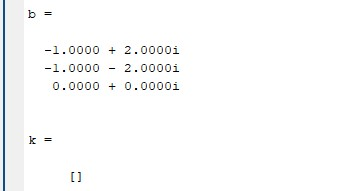 b =
-1.0000 + 2.0000i
-1.0000 - 2.0000i
0.0000 + 0.0000i
k =
[]